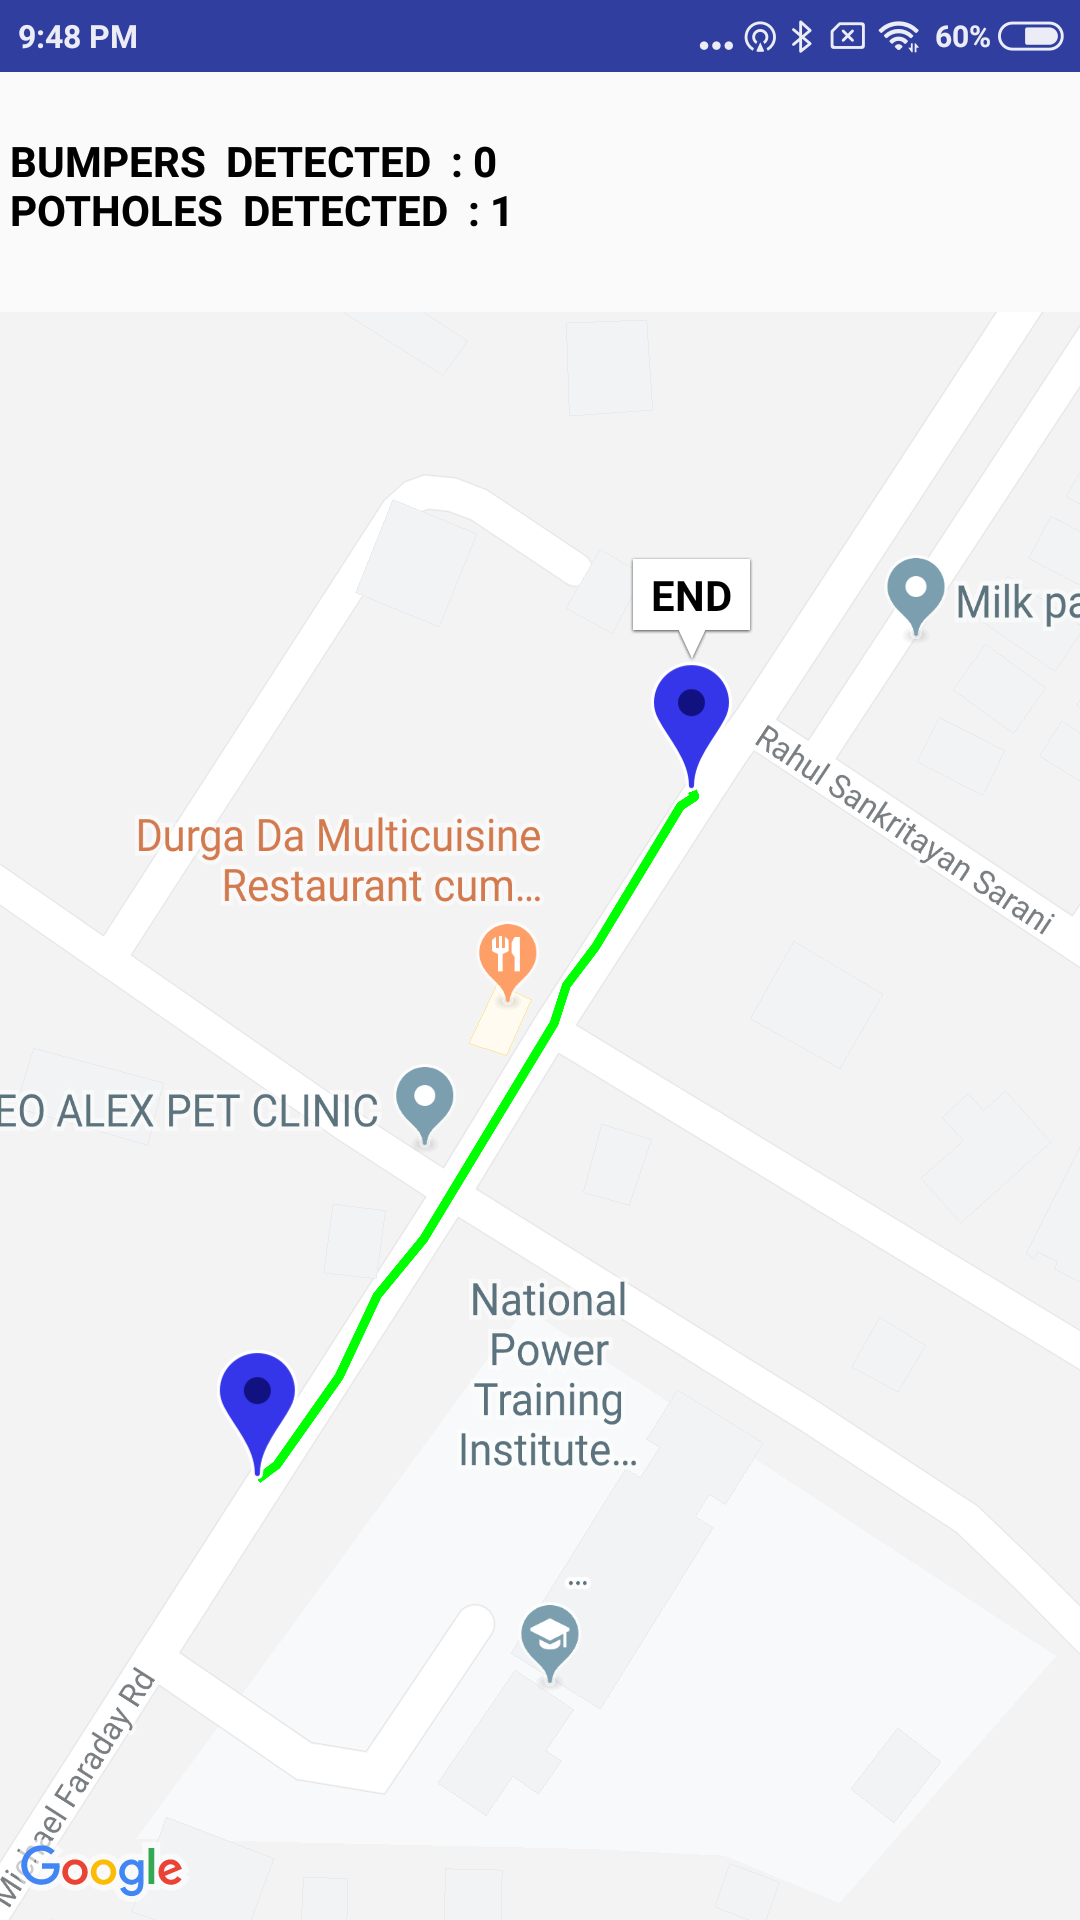 9:48 PM
60%
BUMPERS DETECTED : 0
POTHOLES DETECTED : 1
END
Milk pa
Rahul Sankritayan Sarani
Durga Da Multicuisine
Restaurant cum...
EO ALEX PET CLINIC
National
Power
Training
Institute...
...
Michael Faraday Rd
Google